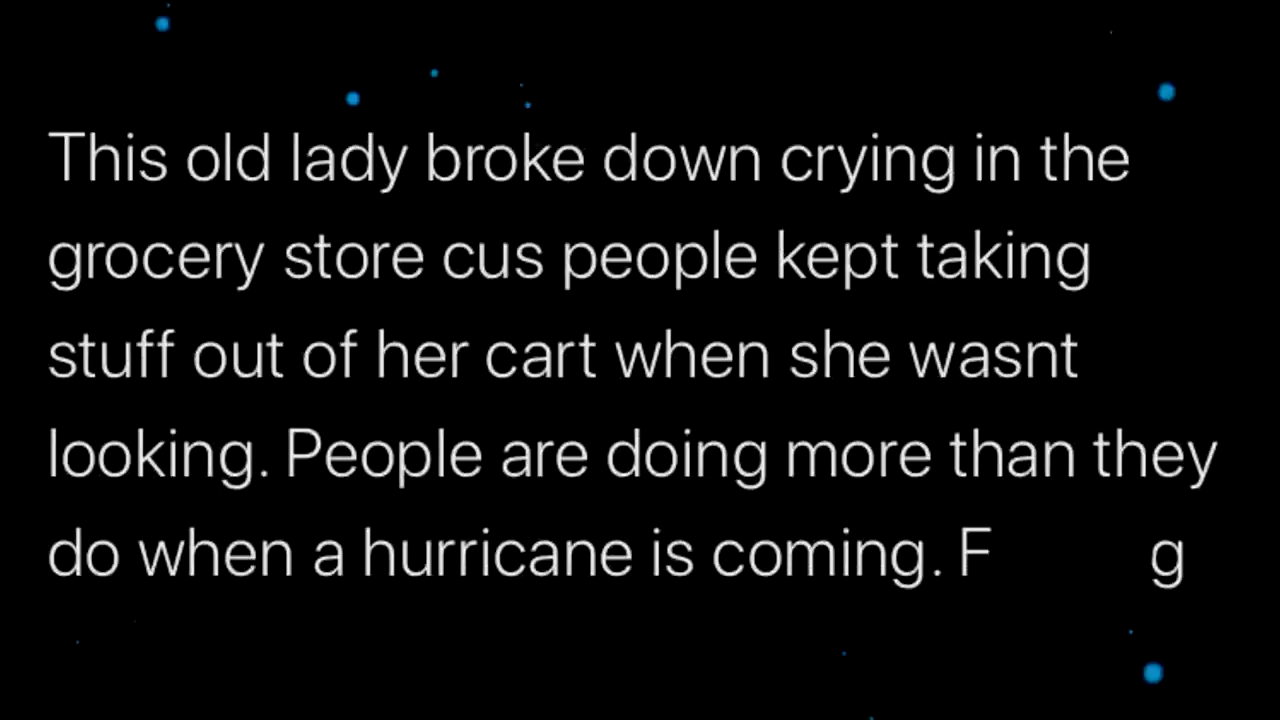 This old lady broke down crying in the
grocery store cus people kept taking
stuff out of her cart when she wasnt
looking. People are doing more than they
do when a hurricane is coming. F g